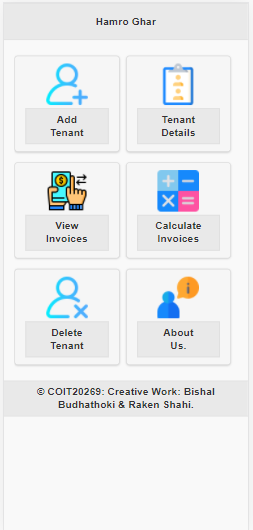 Hamro Ghar
Add
Tenant
Tenant
Details
View
Invoices
Calculate
Invoices
Delete
Tenant
About
Us.
© COIT20269: Creative Work: Bishal
Budhathoki & Raken Shahi.